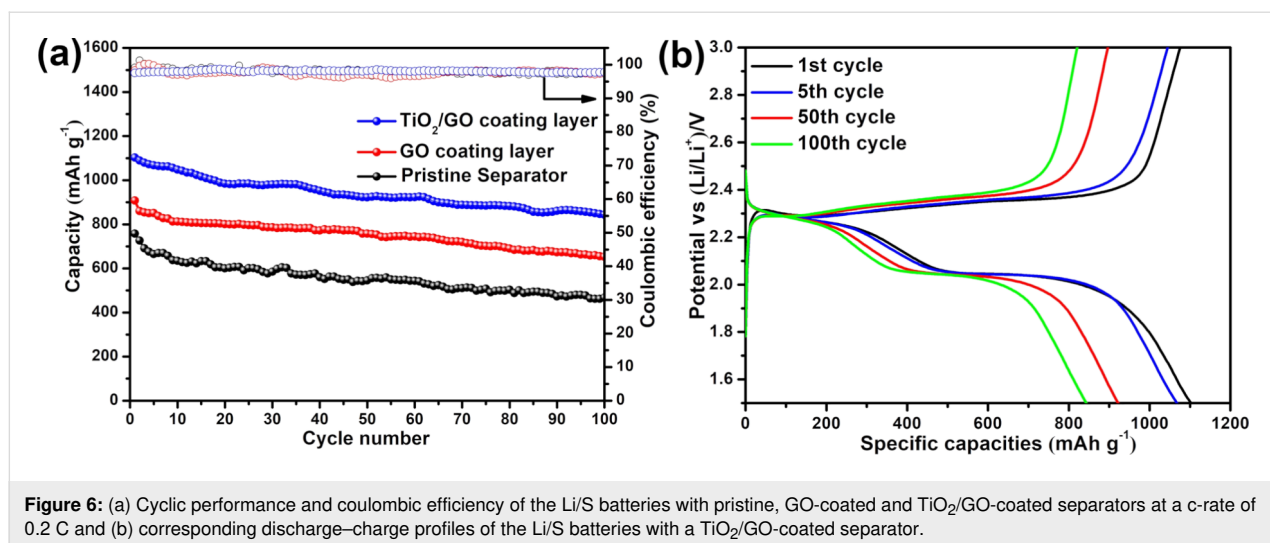 (a)
1600
1400
1200
1000
800
600
400
200
0
Capacity (mAh g⁻¹)
0 10 20 30 40 50 60 70 80 90 100
Cycle number
100
90
80
70
60
50
40
30
20
10
0
Coulombic efficiency (%)
TiO₂/GO coating layer
GO coating layer
Pristine Separator
(b)
3.0
2.8
2.6
2.4
2.2
2.0
1.8
1.6
Potential vs (Li/Li⁺)/V
0 200 400 600 800 1000 1200
Specific capacities (mAh g⁻¹)
1st cycle
5th cycle
50th cycle
100th cycle
Figure 6: (a) Cyclic performance and coulombic efficiency of the Li/S batteries with pristine, GO-coated and TiO₂/GO-coated separators at a c-rate of
0.2 C and (b) corresponding discharge–charge profiles of the Li/S batteries with a TiO₂/GO-coated separator.